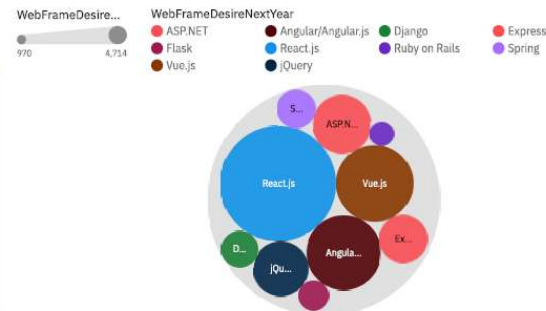 WebFrameDesire...
970 4,714
WebFrameDesireNextYear
ASP.NET Angular/Angular.js Django Express
Flask React.js Ruby on Rails Spring
Vue.js jQuery
S...
ASP.N...
React.js
Vue.js
Ex...
D...
jQu...
Angula...